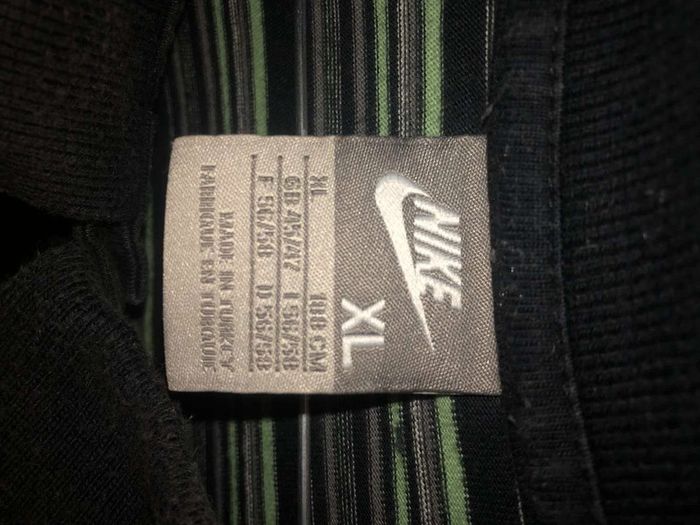 NIKE
XL
XL 188 CM
GB 45/47 I 56/58
F 56/58 D 56/58
MADE IN TURKEY
FABRIQUE EN TURQUIE